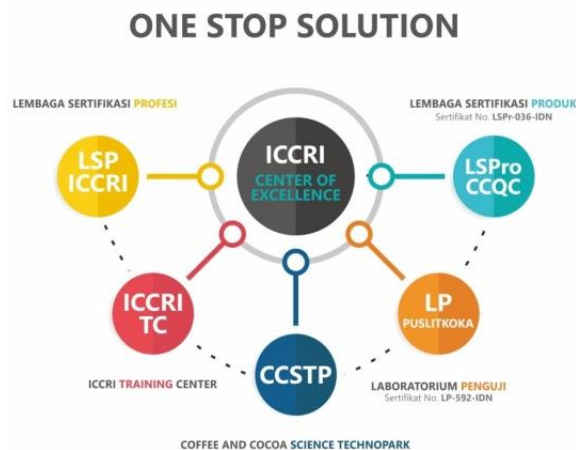 ONE STOP SOLUTION
LEMBAGA SERTIFIKASI PROFESI
LEMBAGA SERTIFIKASI PRODUK
Sertifikat No. LSPr-036-IDN
LSP
ICCRI
ICCRI
CENTER OF
EXCELLENCE
LSPro
CCQC
ICCRI
TC
LP
PUSLITKOKA
CCSTP
ICCRI TRAINING CENTER
LABORATORIUM PENGUJI
Sertifikat No. LP-592-IDN
COFFEE AND COCOA SCIENCE TECHNOPARK